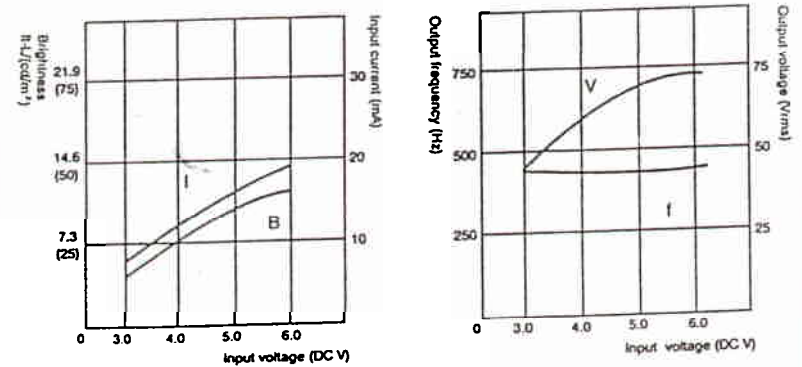 Brightness
ft-L/(cd/m²)
21.9
(75)
14.6
(50)
7.3
(25)
0
I
B
30
20
10
Input current (mA)
3.0 4.0 5.0 6.0
Input voltage (DC V)
Output frequency (Hz)
750
500
250
0
V
f
75
50
25
Output voltage (Vrms)
3.0 4.0 5.0 6.0
Input voltage (DC V)